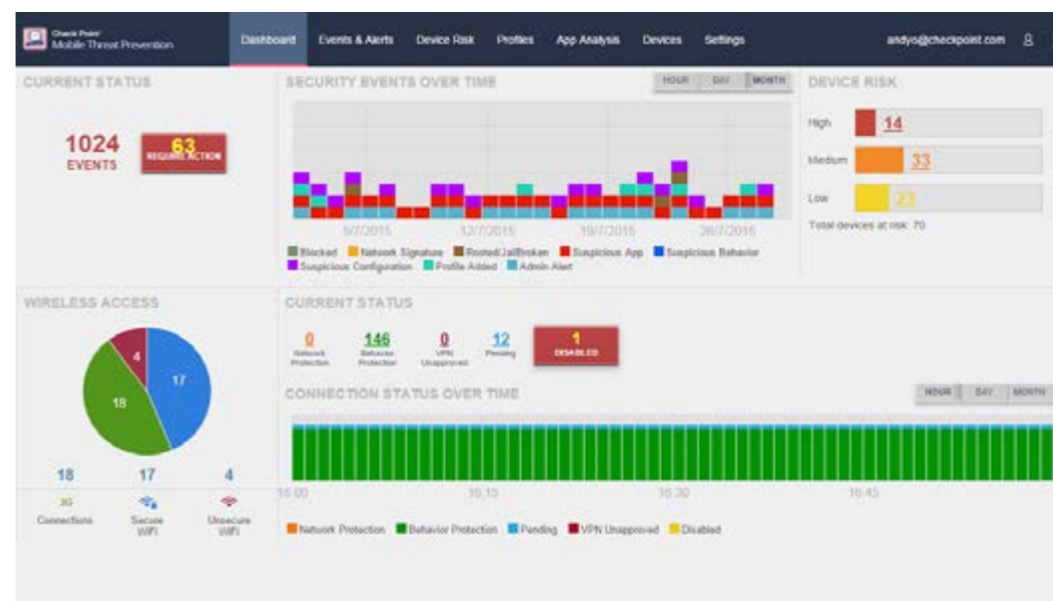 Check Point
Mobile Threat Prevention
Dashboard
Events & Alerts
Device Risk
Profiles
App Analysis
Devices
Settings
andyo@checkpoint.com
CURRENT STATUS
1024
EVENTS
63
REQUIRE ACTION
SECURITY EVENTS OVER TIME
HOUR DAY MONTH
5/7/2015 12/7/2015 19/7/2015 26/7/2015
Blocked Network Signature Rooted/JailBroken Suspicious App Suspicious Behavior
Suspicious Configuration Profile Added Admin Alert
DEVICE RISK
High 14
Medium 33
Low 23
Total devices at risk: 70
WIRELESS ACCESS
4
17
18
18 17 4
3G
Connections
Secure
WiFi
Unsecure
WiFi
CURRENT STATUS
0
Network
Protection
146
Behavior
Protection
0
VPN
Unapproved
12
Pending
1
DISABLED
CONNECTION STATUS OVER TIME
HOUR DAY MONTH
16:00 16:15 16:30 16:45
Network Protection Behavior Protection Pending VPN Unapproved Disabled